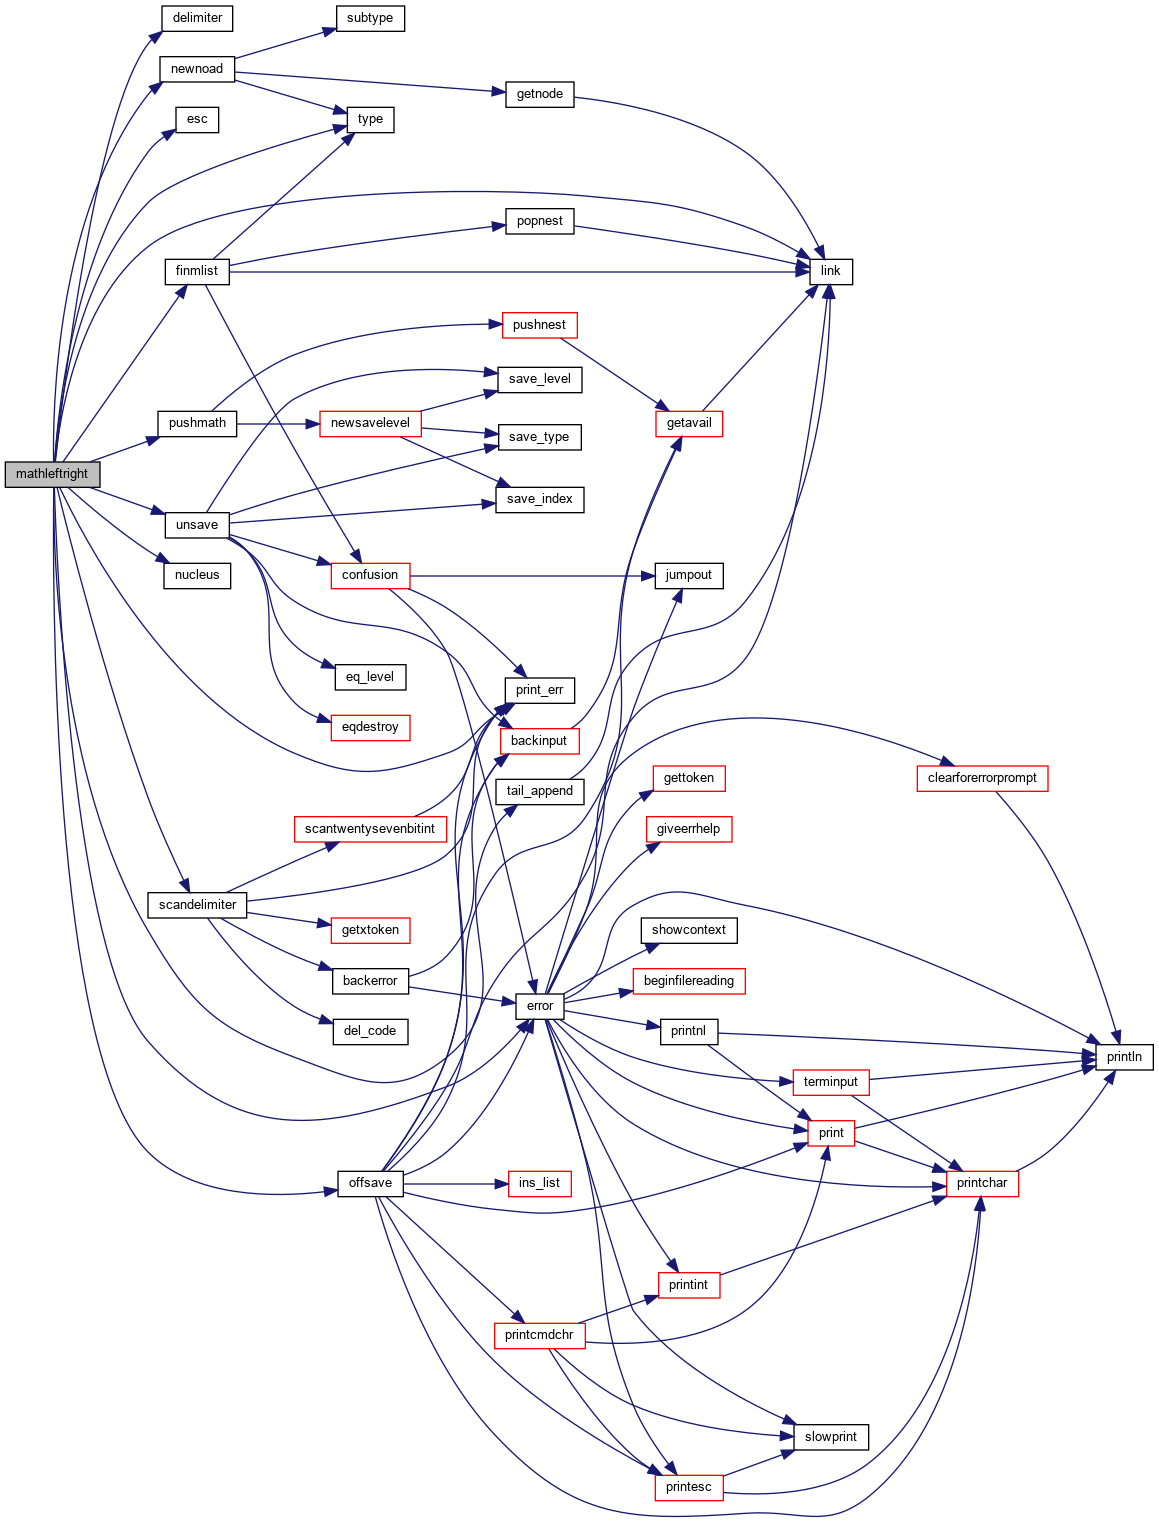 delimiter
subtype
newnoad
getnode
esc
type
popnest
finmlist
link
pushnest
save_level
pushmath
newsavelevel
getavail
save_type
mathleftright
save_index
unsave
nucleus
confusion
jumpout
eq_level
print_err
eqdestroy
backinput
gettoken
clearforerrorprompt
tail_append
scantwentysevenbitint
giveerrhelp
scandelimiter
getxtoken
showcontext
backerror
beginfilereading
error
del_code
printnl
println
terminput
print
offsave
ins_list
printchar
printint
printcmdchr
slowprint
printesc